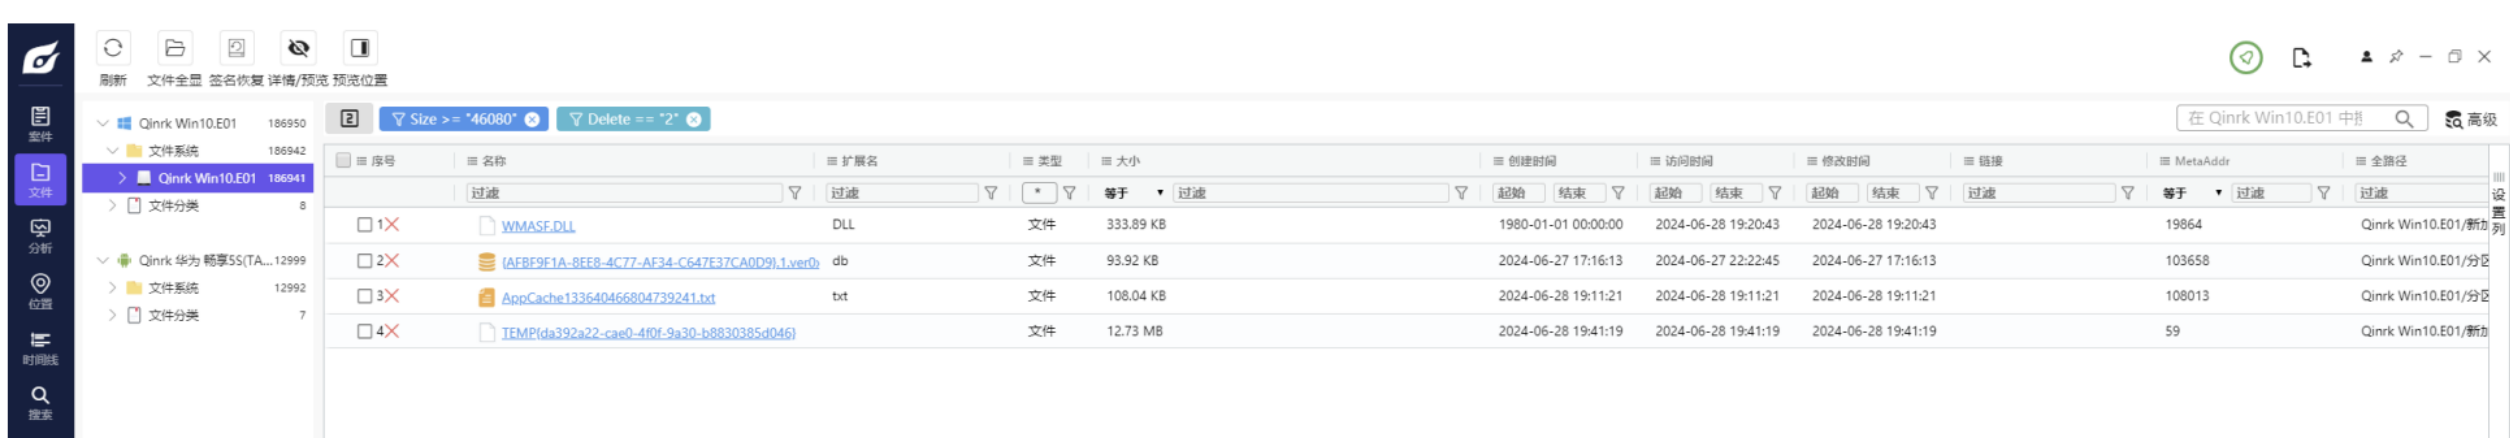 刷新 文件全显 签名恢复 详情/预览 预览位置
案件
文件
分析
位置
时间线
搜索
Qinrk Win10.E01 186950
文件系统 186942
Qinrk Win10.E01 186941
文件分类 8
Qinrk 华为 畅享5S(TA... 12999
文件系统 12992
文件分类 7
2 Size >= "46080" Delete == "2"
在 Qinrk Win10.E01 中搜 高级
序号 名称 扩展名 类型 大小 创建时间 访问时间 修改时间 链接 MetaAddr 全路径
过滤 过滤 * 等于 过滤 起始 结束 起始 结束 起始 结束 过滤 等于 过滤 过滤
1 WMASF.DLL DLL 文件 333.89 KB 1980-01-01 00:00:00 2024-06-28 19:20:43 2024-06-28 19:20:43 19864 Qinrk Win10.E01/新加
2 {AFBF9F1A-8EE8-4C77-AF34-C647E37CA0D9}.1.ver0 db 文件 93.92 KB 2024-06-27 17:16:13 2024-06-27 22:22:45 2024-06-27 17:16:13 103658 Qinrk Win10.E01/分区
3 AppCache133640466804739241.txt txt 文件 108.04 KB 2024-06-28 19:11:21 2024-06-28 19:11:21 2024-06-28 19:11:21 108013 Qinrk Win10.E01/分区
4 TEMP{da392a22-cae0-4f0f-9a30-b8830385d046} 文件 12.73 MB 2024-06-28 19:41:19 2024-06-28 19:41:19 2024-06-28 19:41:19 59 Qinrk Win10.E01/新加
设置列